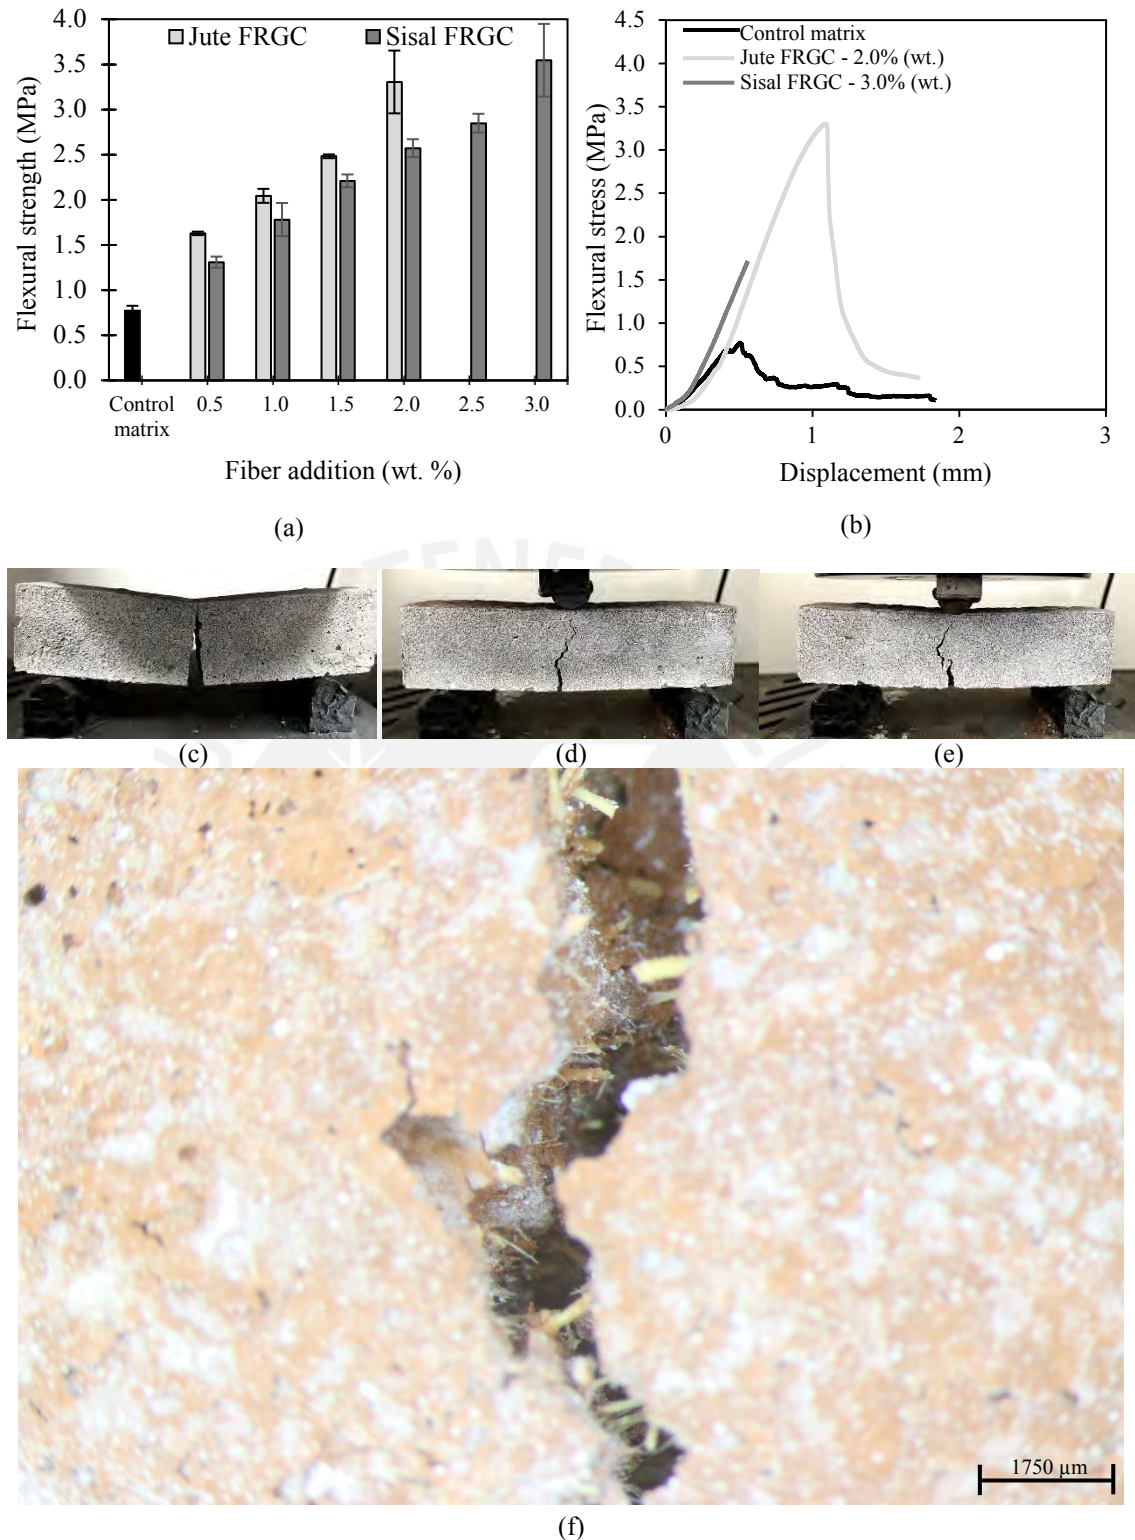 Flexural strength (MPa)
4.0
3.5
3.0
2.5
2.0
1.5
1.0
0.5
0.0
Jute FRGC
Sisal FRGC
Control
matrix
0.5
1.0
1.5
2.0
2.5
3.0
Fiber addition (wt. %)
(a)
Flexural stress (MPa)
4.5
4.0
3.5
3.0
2.5
2.0
1.5
1.0
0.5
0.0
Control matrix
Jute FRGC - 2.0% (wt.)
Sisal FRGC - 3.0% (wt.)
0
1
2
3
Displacement (mm)
(b)
(c)
(d)
(e)
1750 µm
(f)